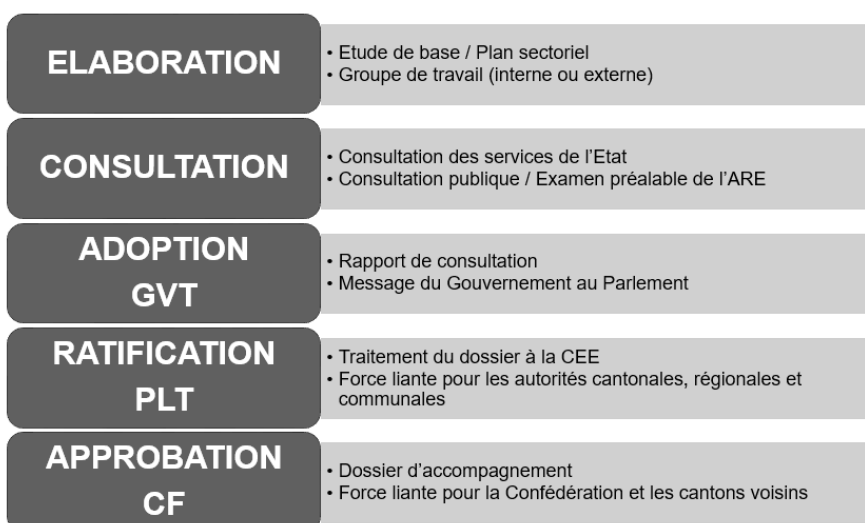 ELABORATION
• Etude de base / Plan sectoriel
• Groupe de travail (interne ou externe)
CONSULTATION
• Consultation des services de l'Etat
• Consultation publique / Examen préalable de l'ARE
ADOPTION
GVT
• Rapport de consultation
• Message du Gouvernement au Parlement
RATIFICATION
PLT
• Traitement du dossier à la CEE
• Force liante pour les autorités cantonales, régionales et
communales
APPROBATION
CF
• Dossier d'accompagnement
• Force liante pour la Confédération et les cantons voisins